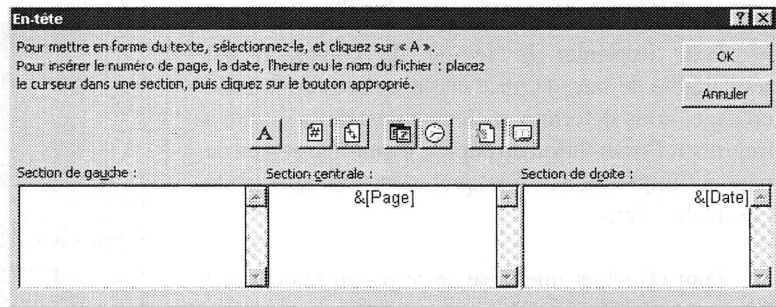 En-tête
Pour mettre en forme du texte, sélectionnez-le, et cliquez sur « A ».
Pour insérer le numéro de page, la date, l'heure ou le nom du fichier : placez
le curseur dans une section, puis cliquez sur le bouton approprié.
OK
Annuler
A
Section de gauche :
Section centrale :
Section de droite :
&[Page]
&[Date]